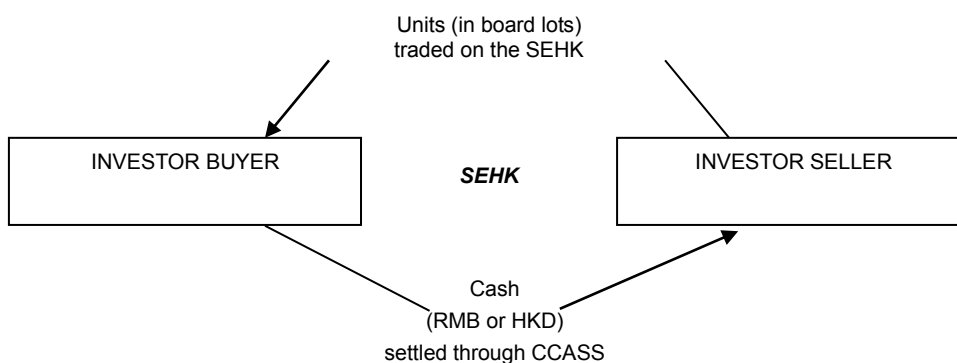 Units (in board lots)
traded on the SEHK
INVESTOR BUYER
SEHK
INVESTOR SELLER
Cash
(RMB or HKD)
settled through CCASS